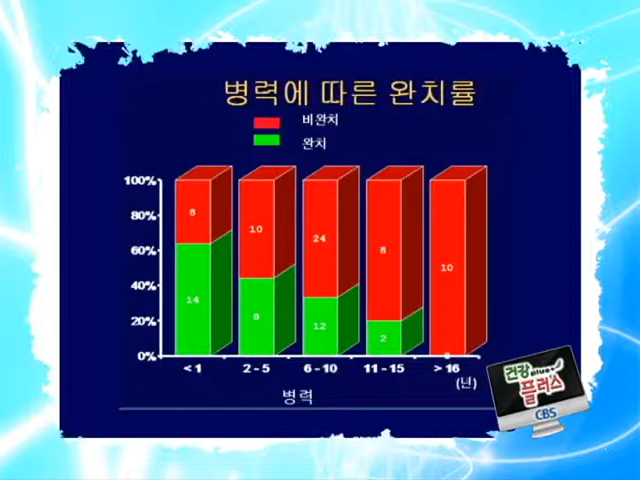 병력에 따른 완치률
비완치
완치
100%
80%
60%
40%
20%
0%
8
10
24
8
10
14
8
12
2
0
< 1
2 - 5
6 - 10
11 - 15
> 16
(년)
병력
건강 plus+
플러스
CBS